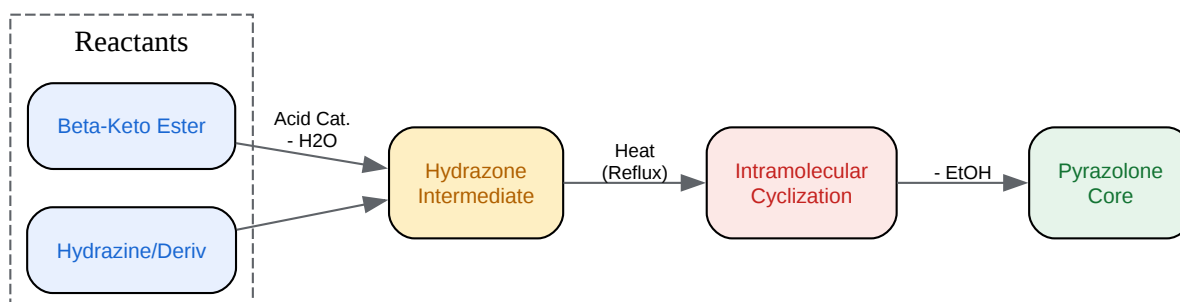 Reactants
Beta-Keto Ester
Hydrazine/Deriv
Acid Cat.
- H2O
Hydrazone
Intermediate
Heat
(Reflux)
Intramolecular
Cyclization
- EtOH
Pyrazolone
Core